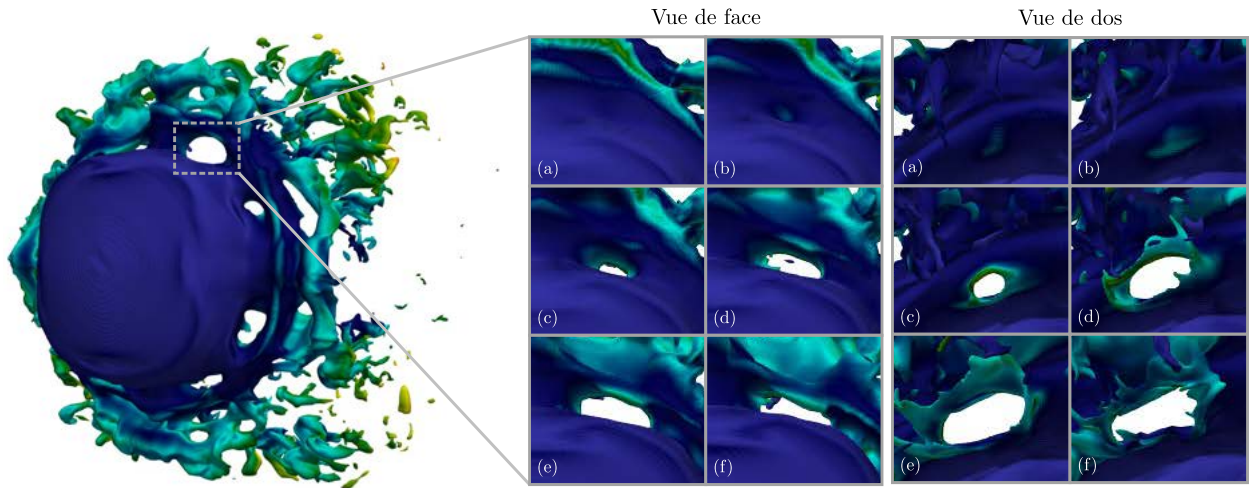 Vue de face
Vue de dos
(a)
(b)
(a)
(b)
(c)
(d)
(c)
(d)
(e)
(f)
(e)
(f)